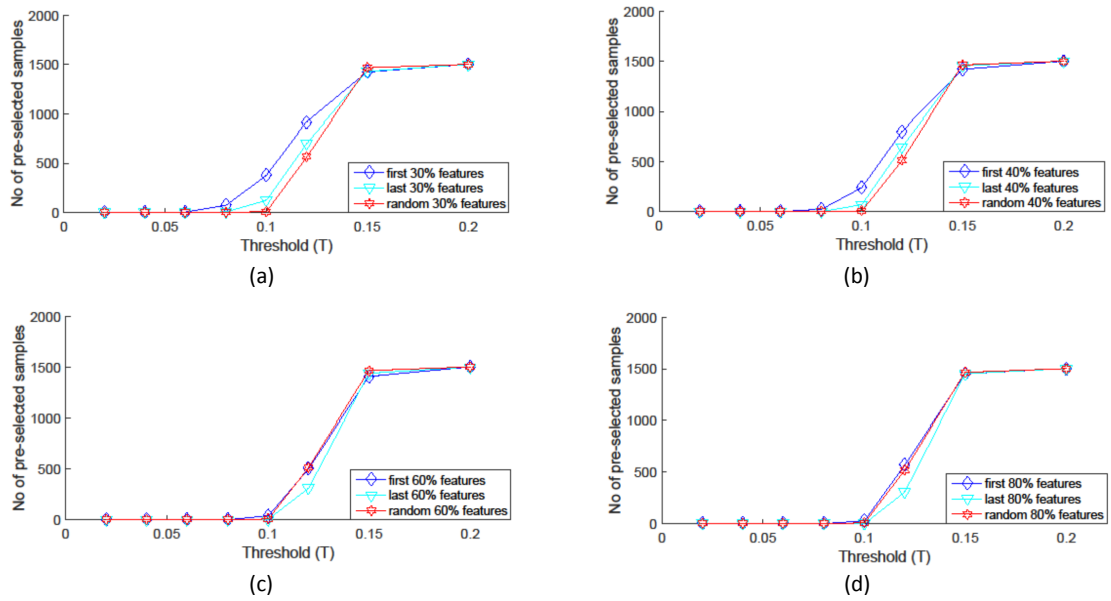 No of pre-selected samples
2000
1500
1000
500
0
0
0.05
0.1
0.15
0.2
Threshold (T)
first 30% features
last 30% features
random 30% features
(a)
No of pre-selected samples
2000
1500
1000
500
0
0
0.05
0.1
0.15
0.2
Threshold (T)
first 40% features
last 40% features
random 40% features
(b)
No of pre-selected samples
2000
1500
1000
500
0
0
0.05
0.1
0.15
0.2
Threshold (T)
first 60% features
last 60% features
random 60% features
(c)
No of pre-selected samples
2000
1500
1000
500
0
0
0.05
0.1
0.15
0.2
Threshold (T)
first 80% features
last 80% features
random 80% features
(d)